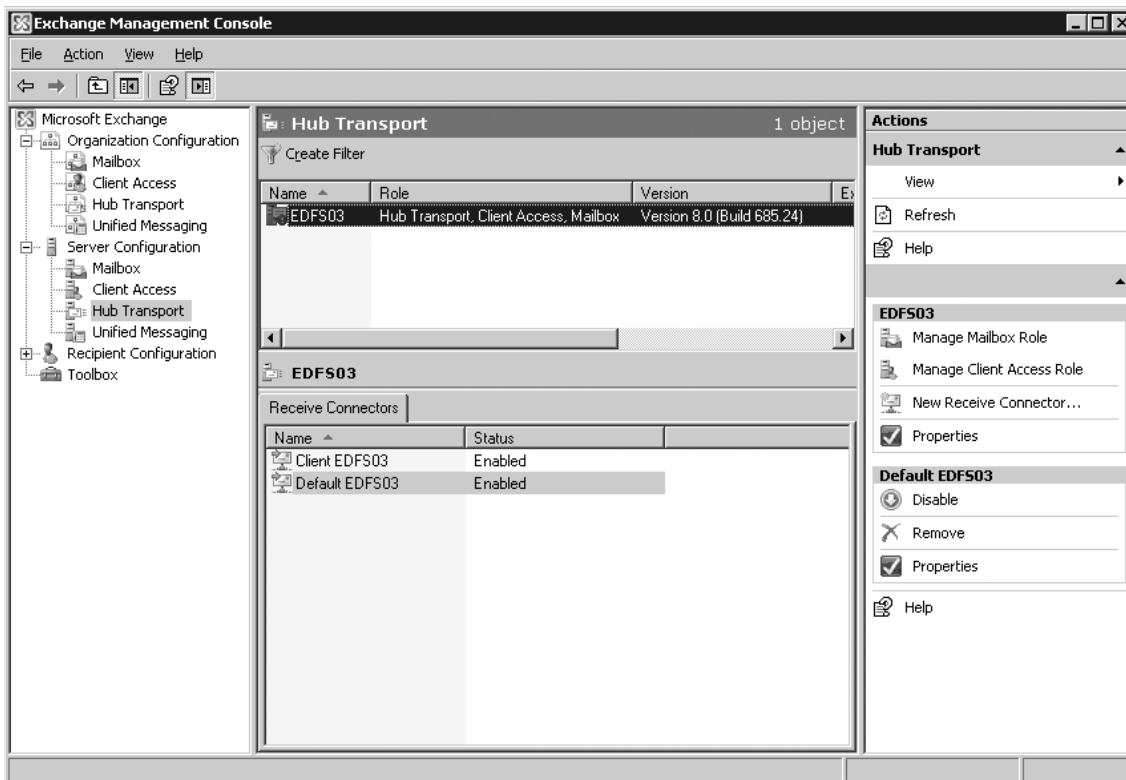 Exchange Management Console
File Action View Help
Microsoft Exchange
Organization Configuration
Mailbox
Client Access
Hub Transport
Unified Messaging
Server Configuration
Mailbox
Client Access
Hub Transport
Unified Messaging
Recipient Configuration
Toolbox
Hub Transport 1 object
Create Filter
Name Role Version Ex
EDFS03 Hub Transport, Client Access, Mailbox Version 8.0 (Build 685.24)
EDFS03
Receive Connectors
Name Status
Client EDFS03 Enabled
Default EDFS03 Enabled
Actions
Hub Transport
View
Refresh
Help
EDFS03
Manage Mailbox Role
Manage Client Access Role
New Receive Connector...
Properties
Default EDFS03
Disable
Remove
Properties
Help